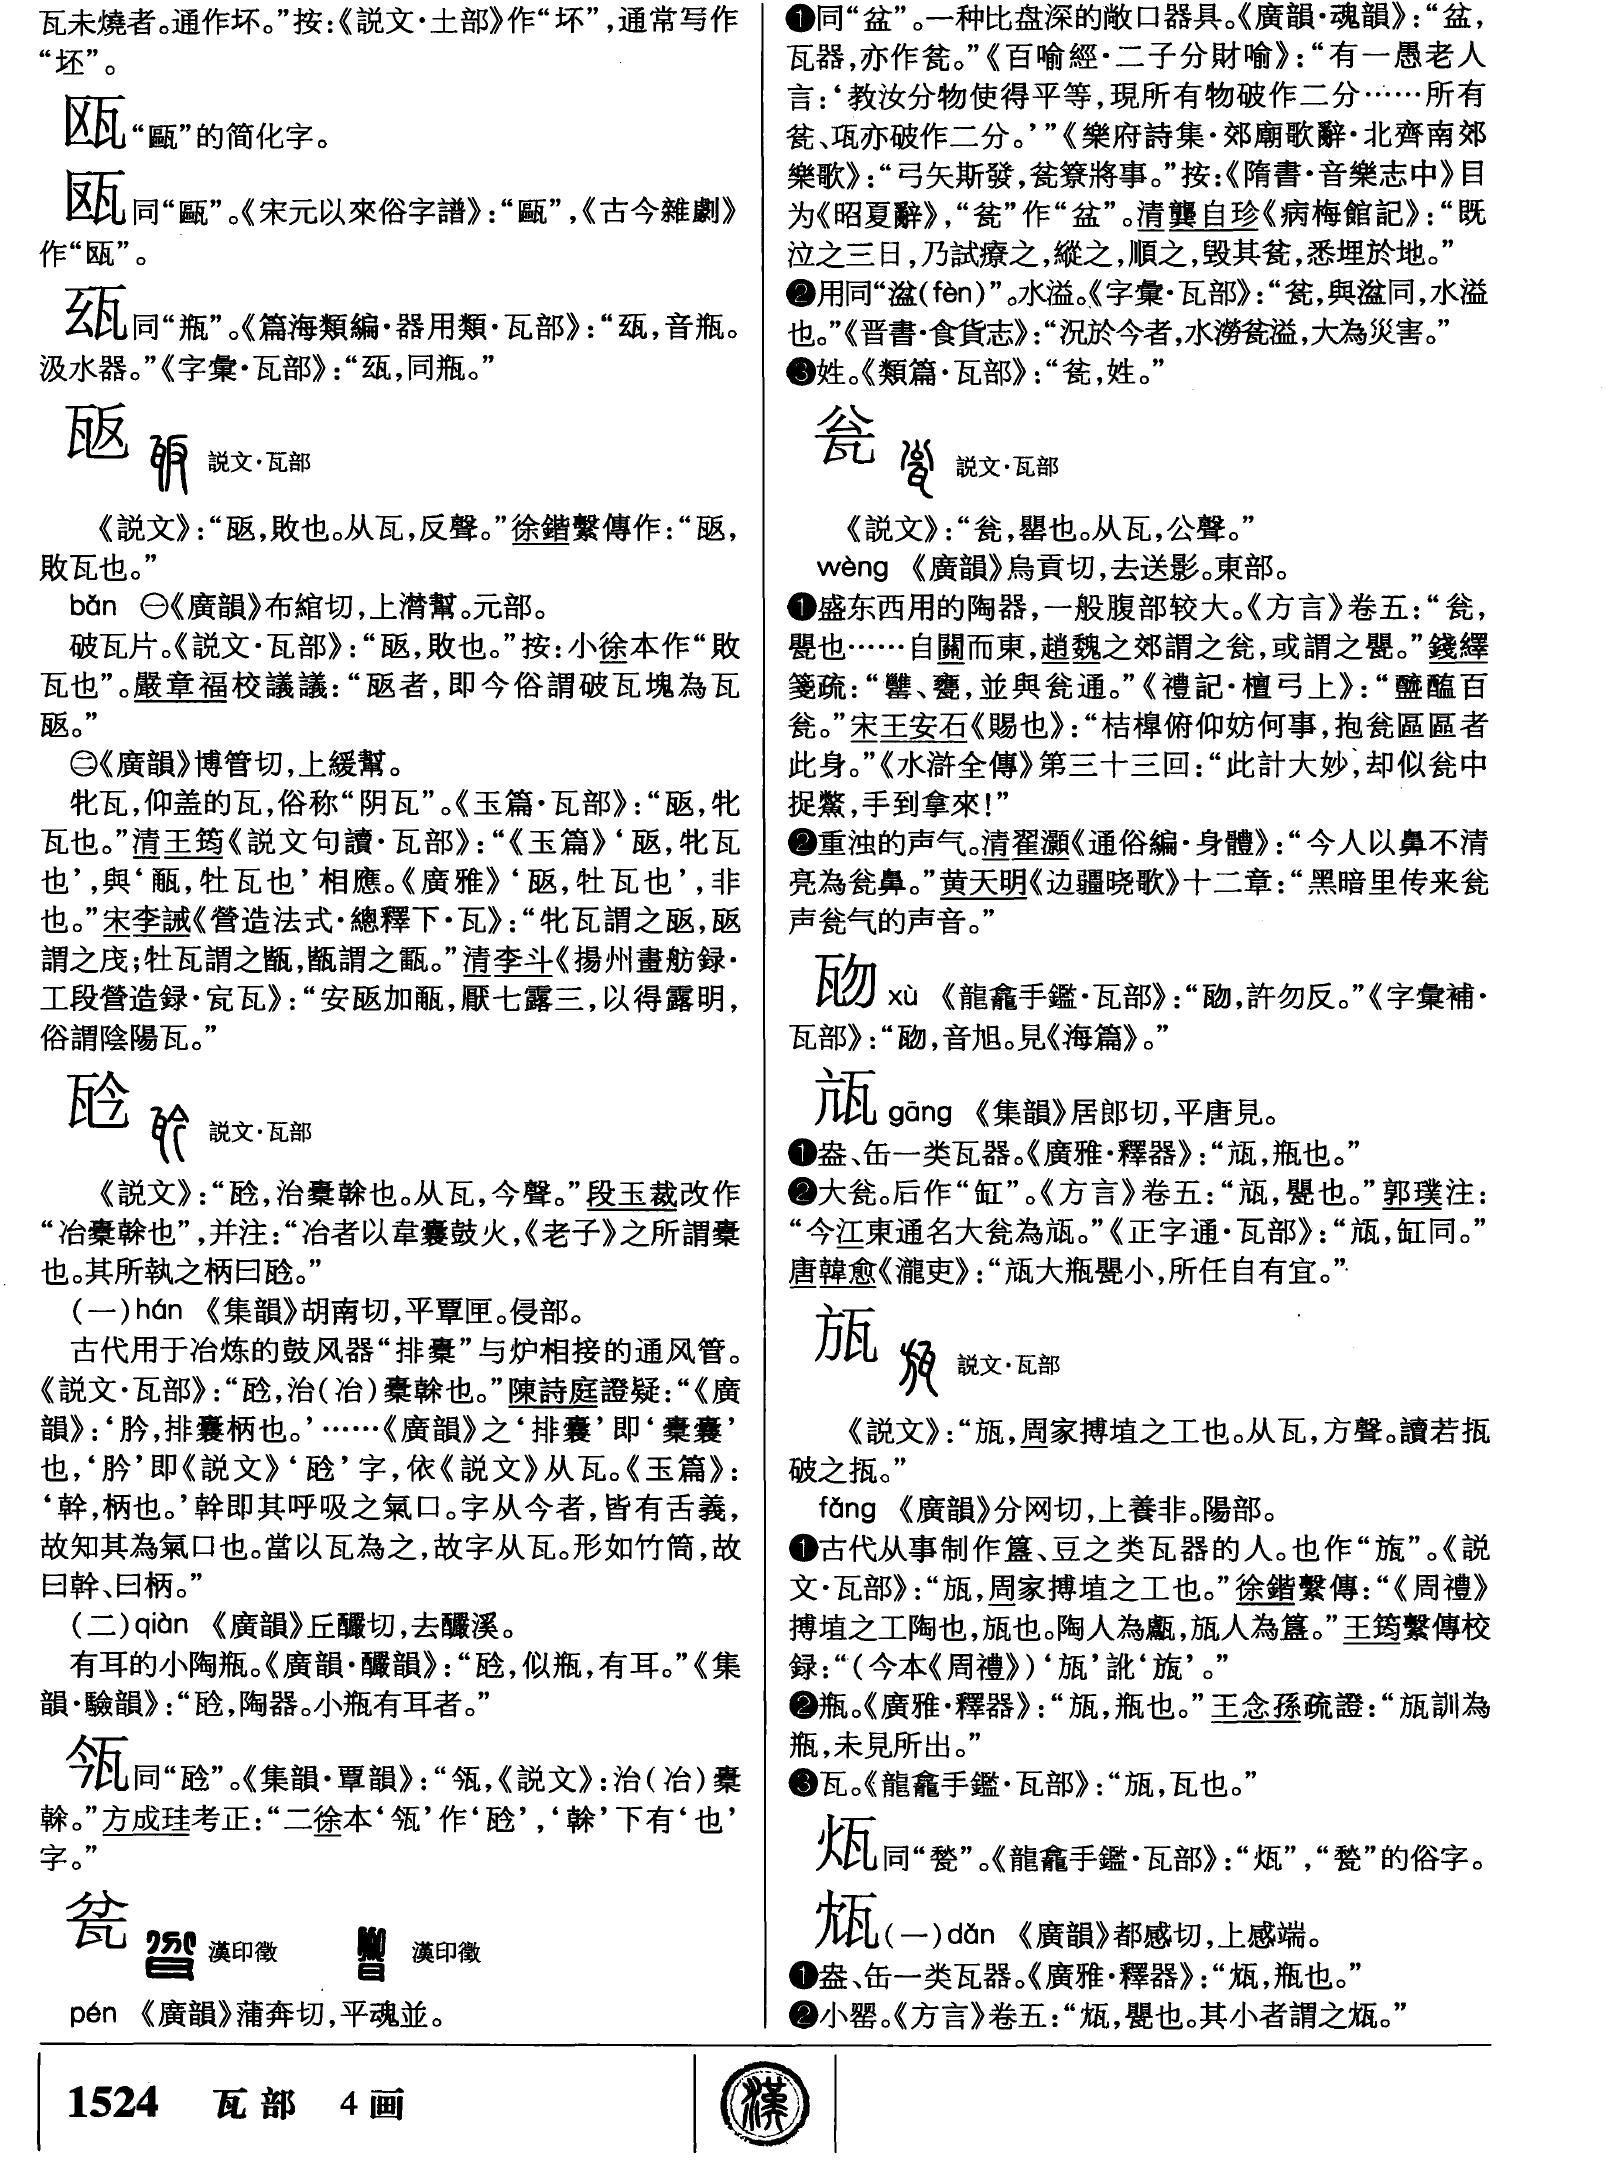 瓦未燒者。通作坏。”按：《説文·土部》作“坏”，通常写作
“坯”。
瓯“甌”的简化字。
同“甌”。《宋元以來俗字譜》：“甌”，《古今雜劇》
作“”。
同“瓶”。《篇海類編·器用類·瓦部》：“，音瓶。
汲水器。”《字彙·瓦部》：“，同瓶。”
瓪 説文·瓦部
《説文》：“瓪，敗也。从瓦，反聲。”徐鍇繫傳作：“瓪，
敗瓦也。”
bǎn ㊀《廣韻》布綰切，上潸幫。元部。
破瓦片。《説文·瓦部》：“瓪，敗也。”按：小徐本作“敗
瓦也”。嚴章福校議議：“瓪者，即今俗謂破瓦塊為瓦
瓪。”
㊁《廣韻》博管切，上緩幫。
牝瓦，仰盖的瓦，俗称“阴瓦”。《玉篇·瓦部》：“瓪，牝
瓦也。”清王筠《説文句讀·瓦部》：“《玉篇》‘瓪，牝瓦
也’，與‘㼧，牡瓦也’相應。《廣雅》‘瓪，牡瓦也’，非
也。”宋李誡《營造法式·總釋下·瓦》：“牝瓦謂之瓪，瓪
謂之㡯；牡瓦謂之，謂之。”清李斗《揚州畫舫録·
工段營造録·宽瓦》：“安瓪加㼧，厭七露三，以得露明，
俗謂陰陽瓦。”
㼨 説文·瓦部
《説文》：“㼨，治橐榦也。从瓦，今聲。”段玉裁改作
“冶橐榦也”，并注：“冶者以韋囊鼓火，《老子》之所謂橐
也。其所執之柄曰㼨。”
(一)hán 《集韻》胡南切，平覃匣。侵部。
古代用于冶炼的鼓风器“排橐”与炉相接的通风管。
《説文·瓦部》：“㼨，治(冶)橐榦也。”陳詩庭證疑：“《廣
韻》：‘肣，排囊柄也。’……《廣韻》之‘排囊’即‘橐囊’
也，‘肣’即《説文》‘㼨’字，依《説文》从瓦。《玉篇》：
‘幹，柄也。’幹即其呼吸之氣口。字从今者，皆有舌義，
故知其為氣口也。當以瓦為之，故字从瓦。形如竹筒，故
曰幹、曰柄。”
(二)qiàn 《廣韻》丘釅切，去釅溪。
有耳的小陶瓶。《廣韻·釅韻》：“㼨，似瓶，有耳。”《集
韻·驗韻》：“㼨，陶器。小瓶有耳者。”
同“㼨”。《集韻·覃韻》：“，《説文》：治(冶)橐
榦。”方成珪考正：“二徐本‘’作‘㼨’，‘榦’下有‘也’
字。”
瓫 漢印徵 漢印徵
pén 《廣韻》蒲奔切，平魂並。
❶同“盆”。一种比盘深的敞口器具。《廣韻·魂韻》：“盆，
瓦器，亦作瓫。”《百喻經·二子分財喻》：“有一愚老人
言：‘教汝分物使得平等，現所有物破作二分……所有
瓫、瓨亦破作二分。’”《樂府詩集·郊廟歌辭·北齊南郊
樂歌》：“弓矢斯發，瓫簝將事。”按：《隋書·音樂志中》目
为《昭夏辭》，“瓫”作“盆”。清龔自珍《病梅館記》：“既
泣之三日，乃試療之，縱之，順之，毁其瓫，悉埋於地。”
❷用同“湓(fèn)”。水溢。《字彙·瓦部》：“瓫，與湓同，水溢
也。”《晋書·食貨志》：“況於今者，水澇瓫溢，大為災害。”
❸姓。《類篇·瓦部》：“瓫，姓。”
瓮 説文·瓦部
《説文》：“瓮，罌也。从瓦，公聲。”
wèng 《廣韻》烏貢切，去送影。東部。
❶盛东西用的陶器，一般腹部较大。《方言》卷五：“瓮，
甖也……自關而東，趙魏之郊謂之瓮，或謂之甖。”錢繹
箋疏：“罋、甕，並與瓮通。”《禮記·檀弓上》：“醯醢百
瓮。”宋王安石《賜也》：“桔槔俯仰妨何事，抱瓮區區者
此身。”《水滸全傳》第三十三回：“此計大妙，却似瓮中
捉鱉，手到拿來！”
❷重浊的声气。清翟灝《通俗編·身體》：“今人以鼻不清
亮為瓮鼻。”黄天明《边疆晓歌》十二章：“黑暗里传来瓮
声瓮气的声音。”
xù 《龍龕手鑑·瓦部》：“，許勿反。”《字彙補·
瓦部》：“，音旭。見《海篇》。”
㼚 gāng 《集韻》居郎切，平唐見。
❶盎、缶一类瓦器。《廣雅·釋器》：“㼚，瓶也。”
❷大瓮。后作“缸”。《方言》卷五：“㼚，甖也。”郭璞注：
“今江東通名大瓮為㼚。”《正字通·瓦部》：“㼚，缸同。”
唐韓愈《瀧吏》：“㼚大瓶甖小，所任自有宜。”
瓬 説文·瓦部
《説文》：“瓬，周家搏埴之工也。从瓦，方聲。讀若抵
破之抵。”
fǎng 《廣韻》分网切，上養非。陽部。
❶古代从事制作簋、豆之类瓦器的人。也作“旊”。《説
文·瓦部》：“瓬，周家搏埴之工也。”徐鍇繫傳：“《周禮》
搏埴之工陶也，瓬也。陶人為甗，瓬人為簋。”王筠繫傳校
録：“(今本《周禮》)‘瓬’訛‘旊’。”
❷瓶。《廣雅·釋器》：“瓬，瓶也。”王念孫疏證：“瓬訓為
瓶，未見所出。”
❸瓦。《龍龕手鑑·瓦部》：“瓬，瓦也。”
同“甃”。《龍龕手鑑·瓦部》：“”，“甃”的俗字。
瓭(一)dǎn 《廣韻》都感切，上感端。
❶盎、缶一类瓦器。《廣雅·釋器》：“瓭，瓶也。”
❷小罂。《方言》卷五：“瓭，甖也。其小者謂之瓭。”
1524 瓦部 4画
漢